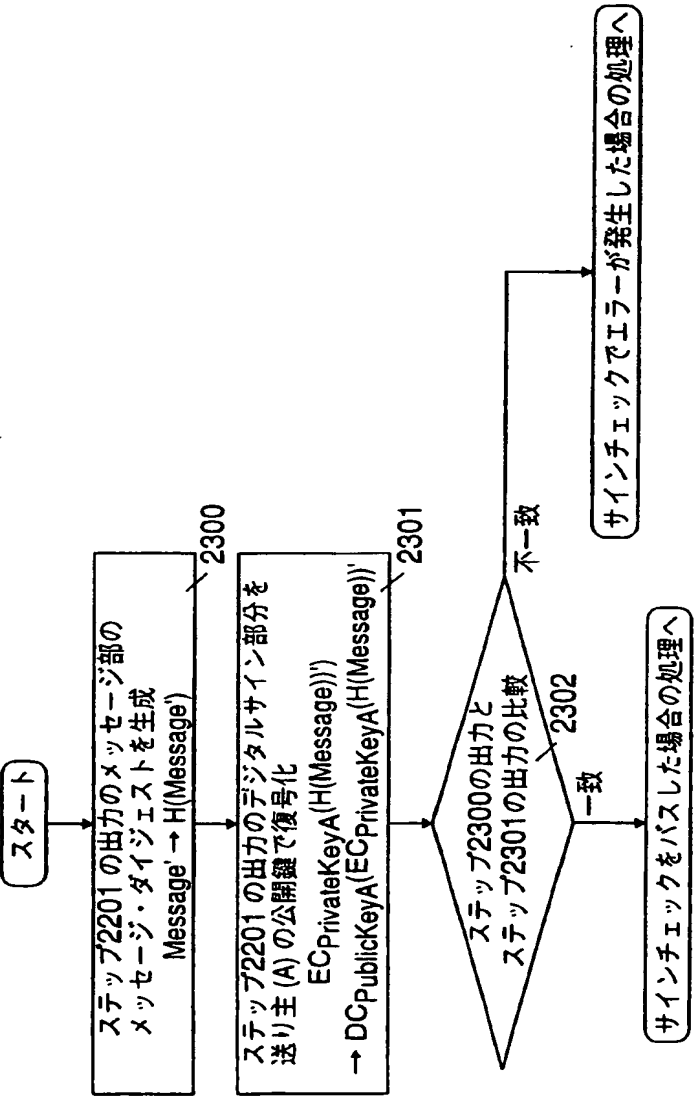 スタート
ステップ2201の出力のメッセージ部の
メッセージ・ダイジェストを生成
Message' → H(Message')
2300
ステップ2201の出力のデジタルサイン部分を
送り主(A)の公開鍵で復号化
ECPrivateKeyA(H(Message))')
→ DCPublicKeyA(ECPrivateKeyA(H(Message))'
2301
ステップ2300の出力と
ステップ2301の出力の比較
2302
不一致
一致
サインチェックをパスした場合の処理へ
サインチェックでエラーが発生した場合の処理へ